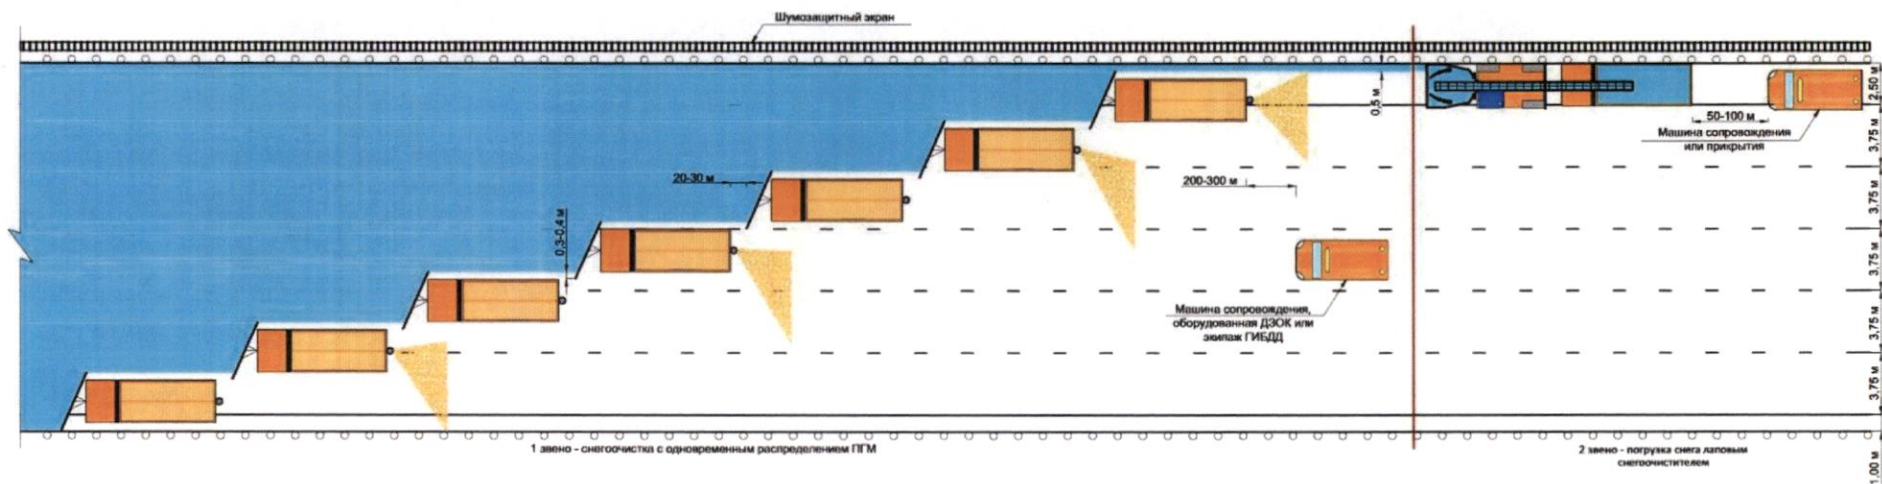 Шумозащитный экран
0,5 м
2,50 м
50-100 м
Машина сопровождения
или прикрытия
3,75 м
20-30 м
200-300 м
3,75 м
0,3-0,4 м
3,75 м
Машина сопровождения,
оборудованная ДЗОК или
экипаж ГИБДД
3,75 м
3,75 м
3,75 м
1 звено - снегоочистка с одновременным распределением ПГМ
2 звено - погрузка снега лаповым
снегоочистителем
1,00 м